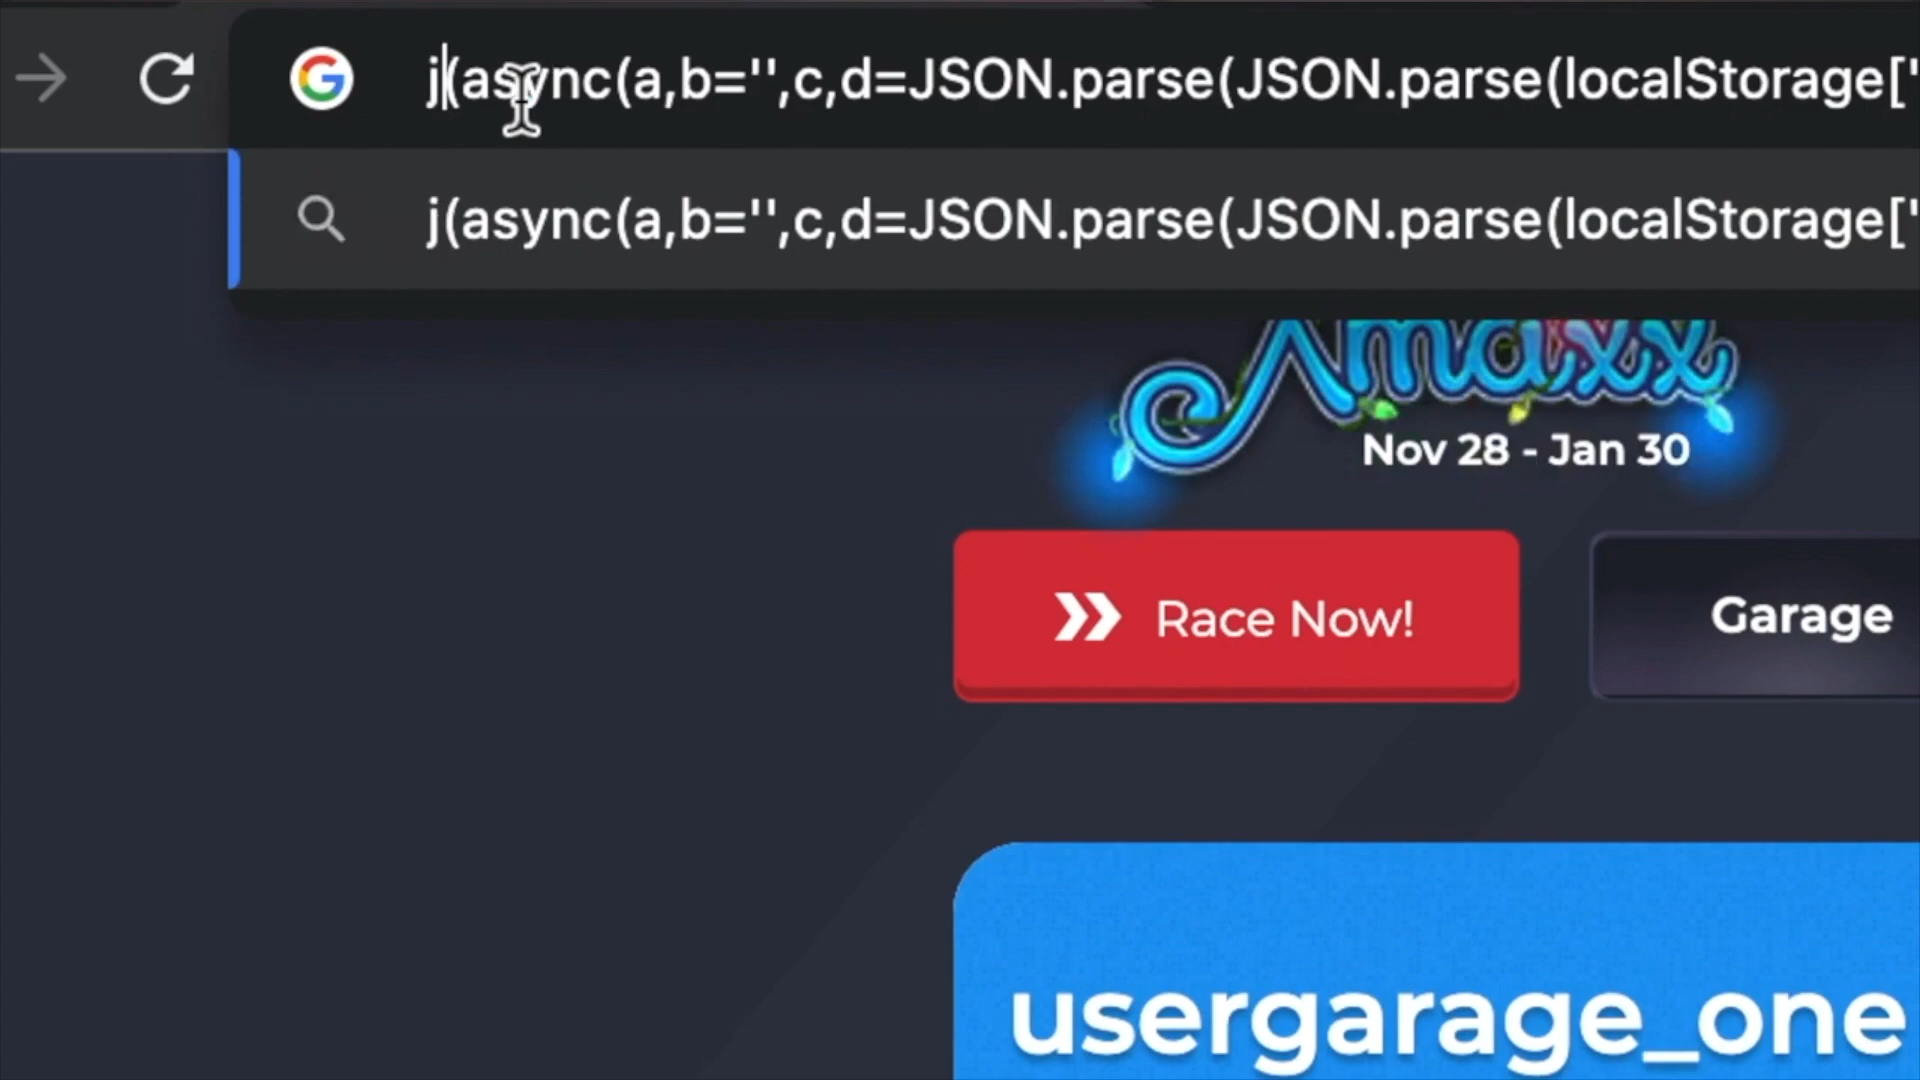 j(async(a,b='',c,d=JSON.parse(JSON.parse(localStorage['
j(async(a,b='',c,d=JSON.parse(JSON.parse(localStorage['
Xmaxx
Nov 28 - Jan 30
Race Now!
Garage
usergarage_one